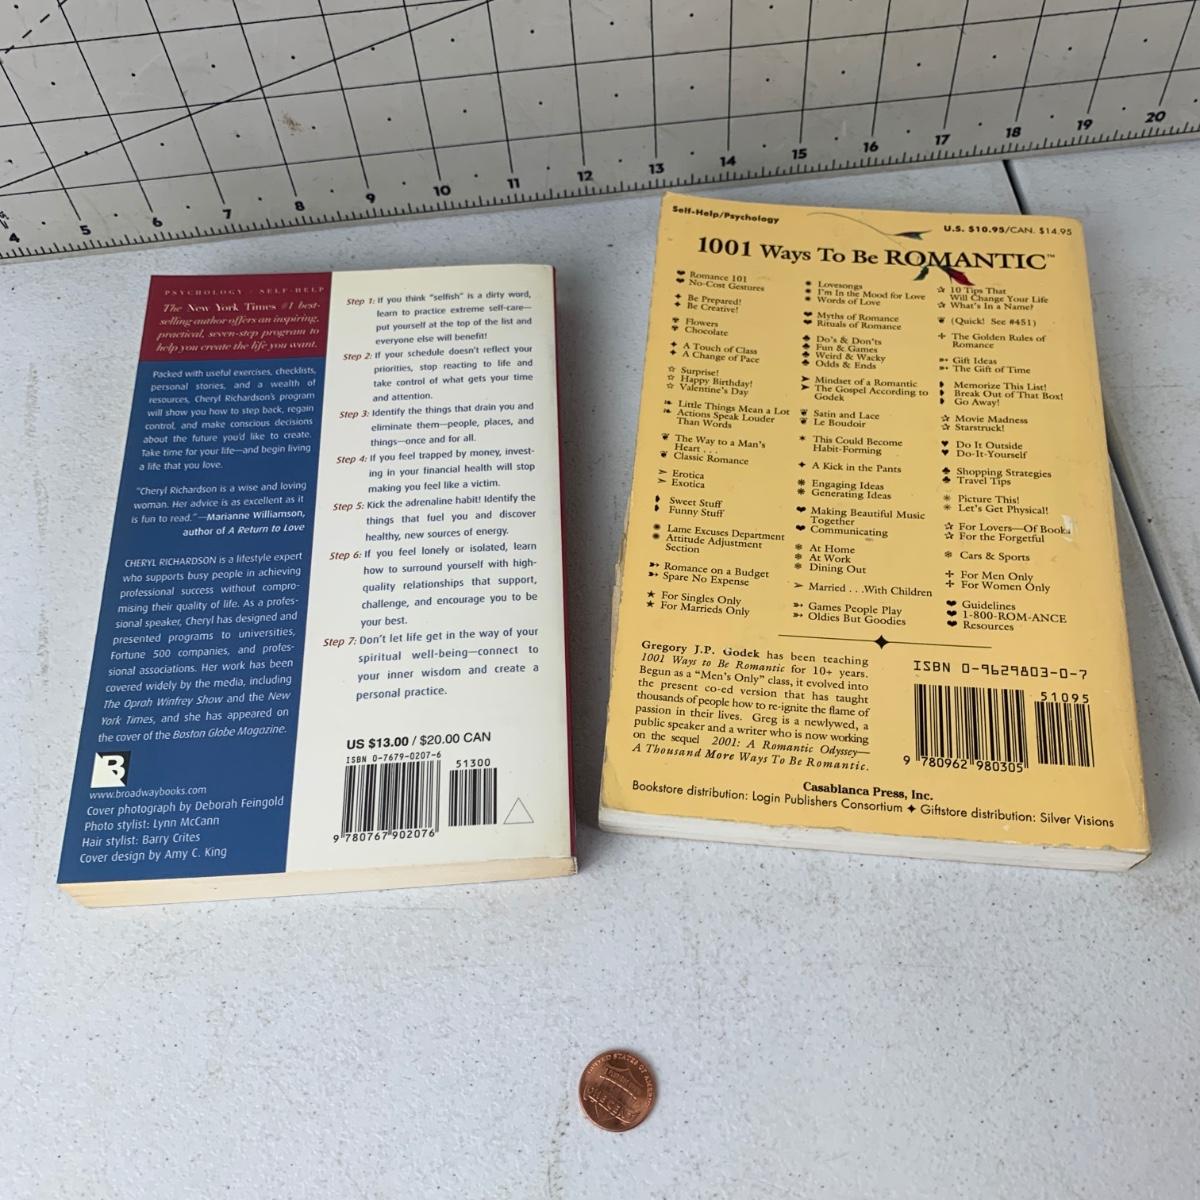 4 5 6 7 8 9 10 11 12 13 14 15 16 17 18 19 20
PSYCHOLOGY · SELF-HELP
The New York Times #1 best-
selling author offers an inspiring,
practical, seven-step program to
help you create the life you want.
Packed with useful exercises, checklists,
personal stories, and a wealth of
resources, Cheryl Richardson's program
will show you how to step back, regain
control, and make conscious decisions
about the future you'd like to create.
Take time for your life—and begin living
a life that you love.
"Cheryl Richardson is a wise and loving
woman. Her advice is as excellent as it
is fun to read."—Marianne Williamson,
author of A Return to Love
CHERYL RICHARDSON is a lifestyle expert
who supports busy people in achieving
professional success without compro-
mising their quality of life. As a profes-
sional speaker, Cheryl has designed and
presented programs to universities,
Fortune 500 companies, and profes-
sional associations. Her work has been
covered widely by the media, including
The Oprah Winfrey Show and the New
York Times, and she has appeared on
the cover of the Boston Globe Magazine.
B
www.broadwaybooks.com
Cover photograph by Deborah Feingold
Photo stylist: Lynn McCann
Hair stylist: Barry Crites
Cover design by Amy C. King
Step 1: If you think "selfish" is a dirty word,
learn to practice extreme self-care—
put yourself at the top of the list and
everyone else will benefit!
Step 2: If your schedule doesn't reflect your
priorities, stop reacting to life and
take control of what gets your time
and attention.
Step 3: Identify the things that drain you and
eliminate them—people, places, and
things—once and for all.
Step 4: If you feel trapped by money, invest-
ing in your financial health will stop
making you feel like a victim.
Step 5: Kick the adrenaline habit! Identify the
things that fuel you and discover
healthy, new sources of energy.
Step 6: If you feel lonely or isolated, learn
how to surround yourself with high-
quality relationships that support,
challenge, and encourage you to be
your best.
Step 7: Don't let life get in the way of your
spiritual well-being—connect to
your inner wisdom and create a
personal practice.
US $13.00 / $20.00 CAN
ISBN 0-7679-0207-6
51300
9 780767 902076
Self-Help/Psychology
U.S. $10.95/CAN. $14.95
1001 Ways To Be ROMANTIC™
Romance 101
No-Cost Gestures
Be Prepared!
Be Creative!
Flowers
Chocolate
A Touch of Class
A Change of Pace
Surprise!
Happy Birthday!
Valentine's Day
Little Things Mean a Lot
Actions Speak Louder
Than Words
The Way to a Man's
Heart . . .
Classic Romance
Erotica
Exotica
Sweet Stuff
Funny Stuff
Lame Excuses Department
Attitude Adjustment
Section
Romance on a Budget
Spare No Expense
For Singles Only
For Marrieds Only
Lovesongs
I'm In the Mood for Love
Words of Love
Myths of Romance
Rituals of Romance
Do's & Don'ts
Fun & Games
Weird & Wacky
Odds & Ends
Mindset of a Romantic
The Gospel According to
Godek
Satin and Lace
Le Boudoir
This Could Become
Habit-Forming
A Kick in the Pants
Engaging Ideas
Generating Ideas
Making Beautiful Music
Together
Communicating
At Home
At Work
Dining Out
Married . . .With Children
Games People Play
Oldies But Goodies
10 Tips That
Will Change Your Life
What's In a Name?
(Quick! See #451)
The Golden Rules of
Romance
Gift Ideas
The Gift of Time
Memorize This List!
Break Out of That Box!
Go Away!
Movie Madness
Starstruck!
Do It Outside
Do-It-Yourself
Shopping Strategies
Travel Tips
Picture This!
Let's Get Physical!
For Lovers—Of Books
For the Forgetful
Cars & Sports
For Men Only
For Women Only
Guidelines
1-800-ROM-ANCE
Resources
Gregory J.P. Godek has been teaching
1001 Ways to Be Romantic for 10+ years.
Begun as a "Men's Only" class, it evolved into
the present co-ed version that has taught
thousands of people how to re-ignite the flame of
passion in their lives. Greg is a newlywed, a
public speaker and a writer who is now working
on the sequel 2001: A Romantic Odyssey—
A Thousand More Ways To Be Romantic.
ISBN 0-9629803-0-7
51095
9 780962 980305
Casablanca Press, Inc.
Bookstore distribution: Login Publishers Consortium ✦ Giftstore distribution: Silver Visions
UNITED STATES OF AMERICA
ONE CENT